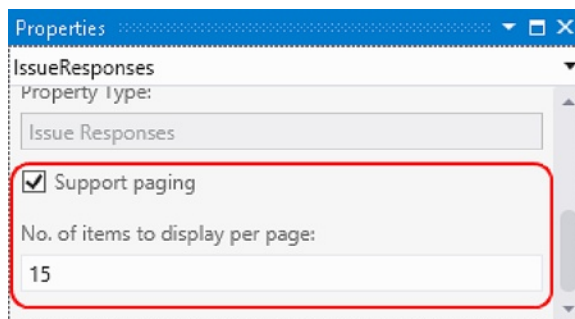 Properties
IssueResponses
Property Type:
Issue Responses
Support paging
No. of items to display per page:
15